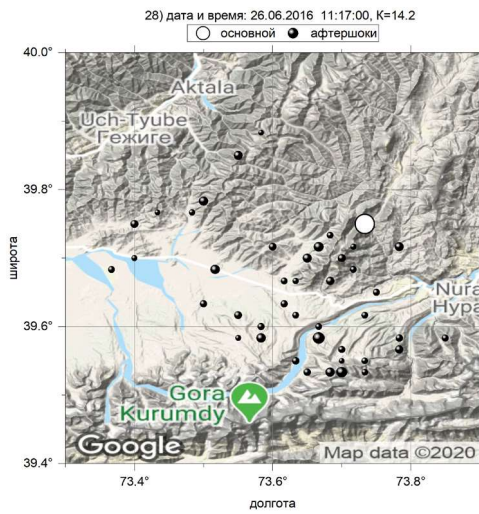 28) дата и время: 26.06.2016 11:17:00, K=14.2
основной афтершоки
40.0°
Aktala
Uch-Tyube
Гежиге
39.8°
широта
Nura
Нура
39.6°
Gora
Kurumdy
Google
Map data ©2020
39.4°
73.4° 73.6° 73.8°
долгота